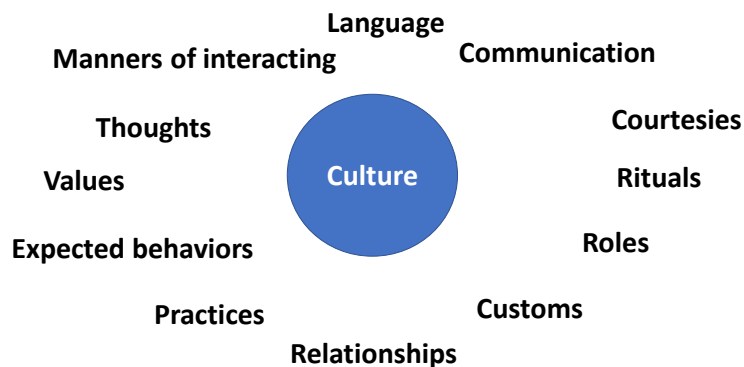 Language
Manners of interacting
Communication
Thoughts
Courtesies
Culture
Values
Rituals
Expected behaviors
Roles
Practices
Customs
Relationships